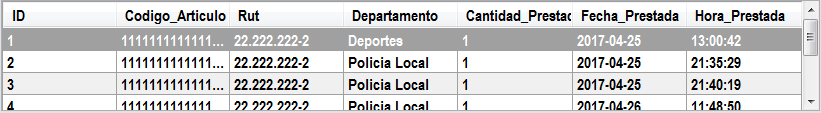 ID Codigo_Articulo Rut Departamento Cantidad_Prestad Fecha_Prestada Hora_Prestada
1 1111111111111... 22.222.222-2 Deportes 1 2017-04-25 13:00:42
2 1111111111111... 22.222.222-2 Policia Local 1 2017-04-25 21:35:29
3 1111111111111... 22.222.222-2 Policia Local 1 2017-04-25 21:40:19
4 1111111111111 22.222.222-2 Policia Local 1 2017-04-26 11:48:50